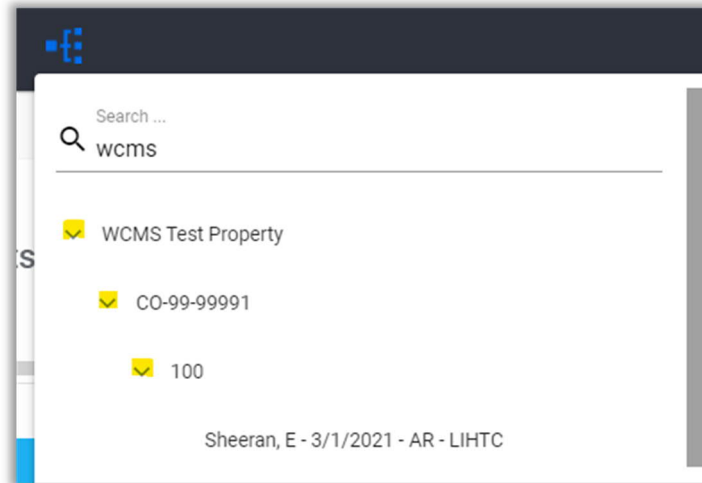 Search ...
wcms
WCMS Test Property
S
CO-99-99991
100
Sheeran, E - 3/1/2021 - AR - LIHTC